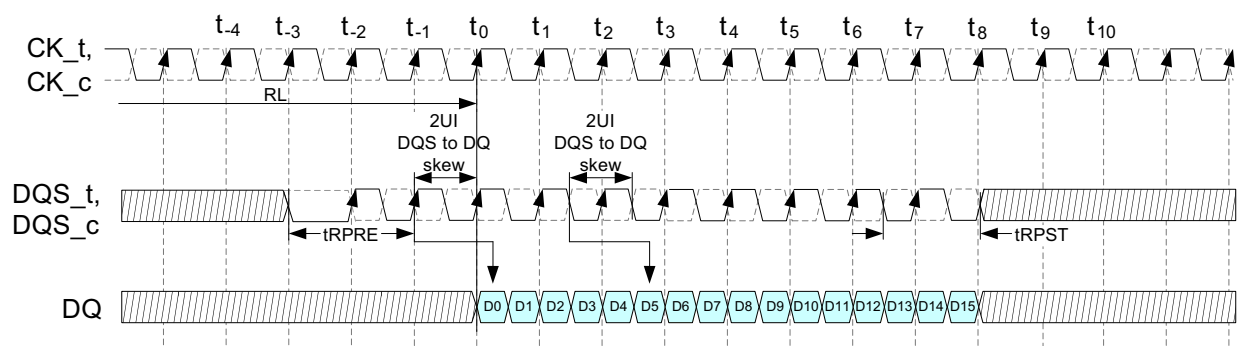 t-4 t-3 t-2 t-1 t0 t1 t2 t3 t4 t5 t6 t7 t8 t9 t10
CK_t,
CK_c
RL
2UI
DQS to DQ
skew
2UI
DQS to DQ
skew
DQS_t,
DQS_c
tRPRE
tRPST
DQ
D0 D1 D2 D3 D4 D5 D6 D7 D8 D9 D10 D11 D12 D13 D14 D15